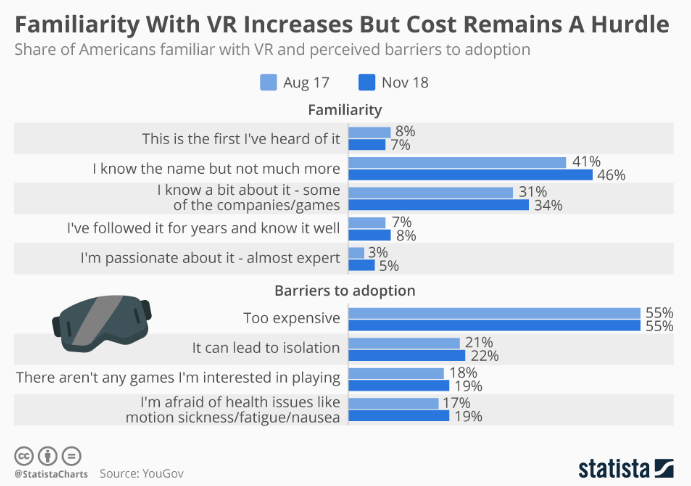 Familiarity With VR Increases But Cost Remains A Hurdle
Share of Americans familiar with VR and perceived barriers to adoption
Aug 17 Nov 18
Familiarity
This is the first I've heard of it 8%
7%
I know the name but not much more 41%
46%
I know a bit about it - some
of the companies/games 31%
34%
I've followed it for years and know it well 7%
8%
I'm passionate about it - almost expert 3%
5%
Barriers to adoption
Too expensive 55%
55%
It can lead to isolation 21%
22%
There aren't any games I'm interested in playing 18%
19%
I'm afraid of health issues like
motion sickness/fatigue/nausea 17%
19%
cc
@StatistaCharts Source: YouGov
statista